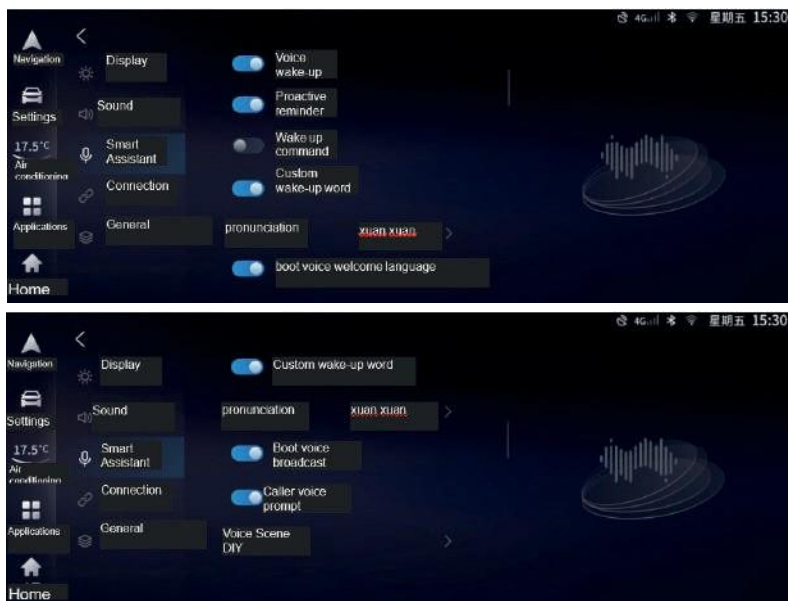 4G 星期五 15:30
Navigation
Display
Voice
wake-up
Settings
Sound
Proactive
reminder
17.5°C
Air
conditioning
Smart
Assistant
Wake up
command
Connection
Custom
wake-up word
Applications
General
pronunciation
xuan xuan
boot voice welcome language
Home
4G 星期五 15:30
Navigation
Display
Custom wake-up word
Settings
Sound
pronunciation
xuan xuan
17.5°C
Air
conditioning
Smart
Assistant
Boot voice
broadcast
Connection
Caller voice
prompt
Applications
General
Voice Scene
DIY
Home